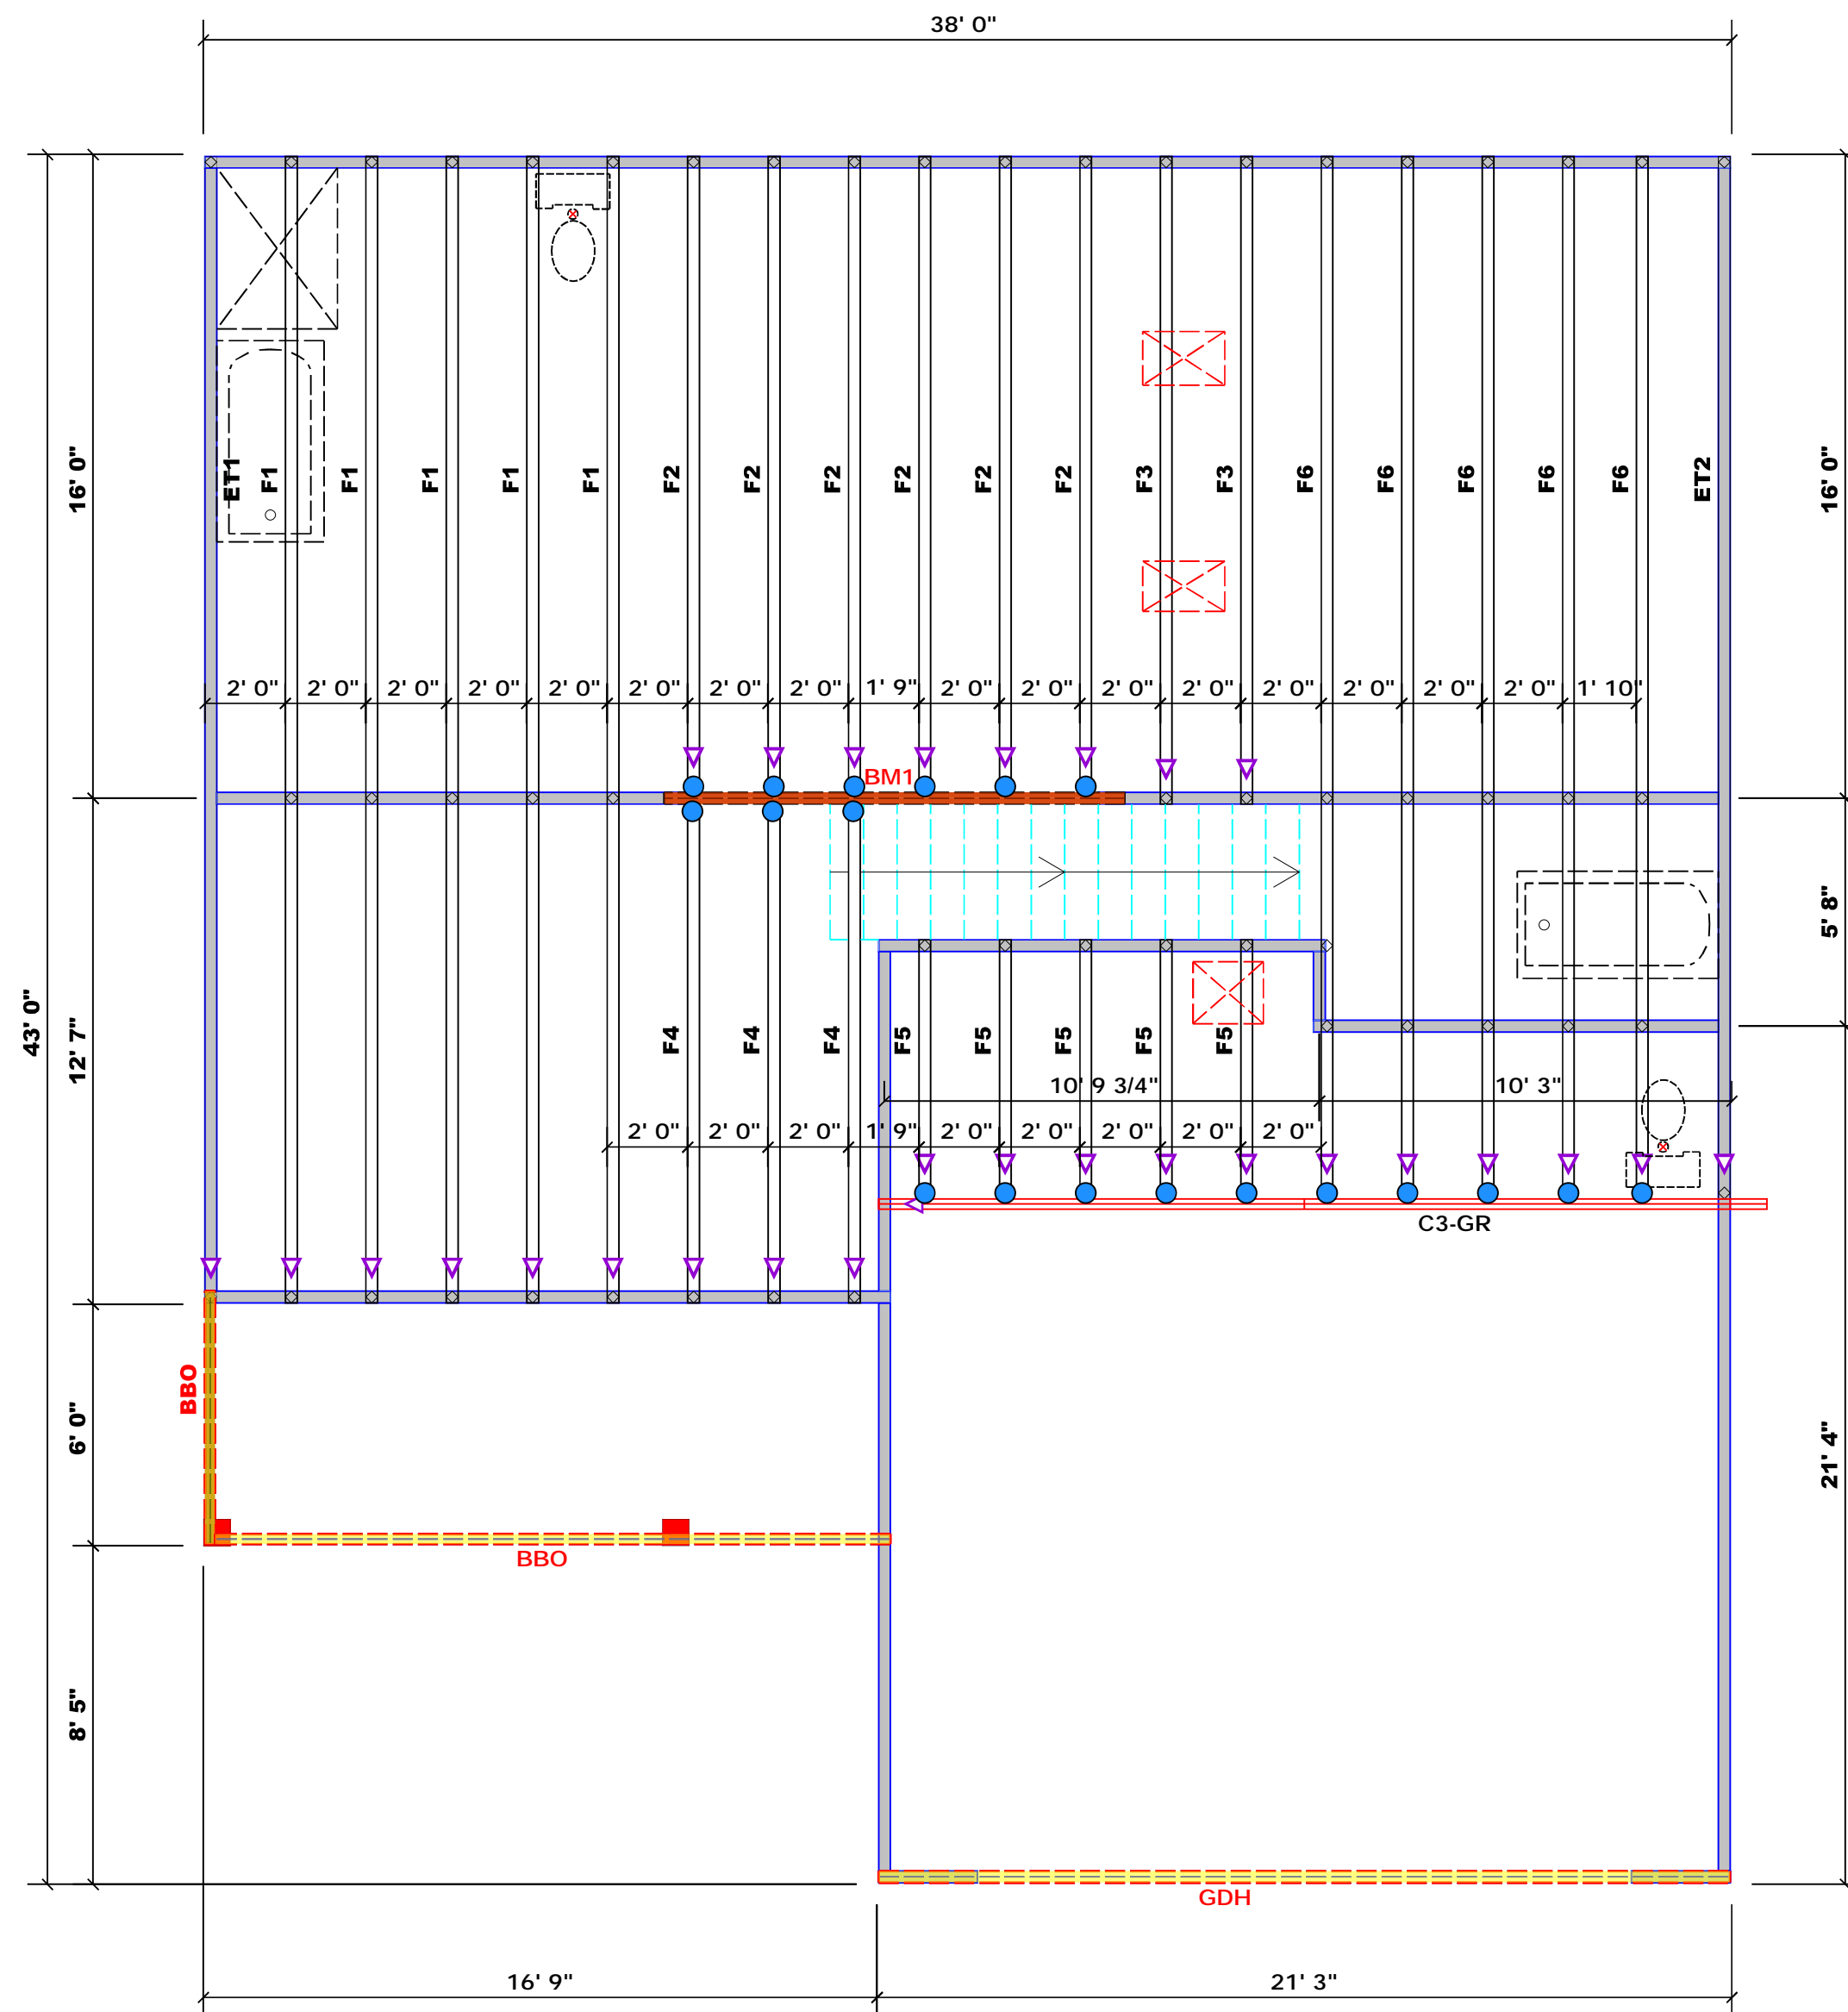 38' 0"
16' 0"
ET1 F1 F1 F1 F1 F1 F2 F2 F2 F2 F2 F2 F3 F3 F6 F6 F6 F6 F6 ET2
16' 0"
2' 0" 2' 0" 2' 0" 2' 0" 2' 0" 2' 0" 2' 0" 2' 0" 1' 9" 2' 0" 2' 0" 2' 0" 2' 0" 2' 0" 2' 0" 2' 0" 2' 0" 1' 10"
BM1
5' 8"
43' 0"
12' 7"
F4 F4 F4 F5 F5 F5 F5 F5
10' 9 3/4" 10' 3"
2' 0" 2' 0" 2' 0" 1' 9" 2' 0" 2' 0" 2' 0" 2' 0" 2' 0"
C3-GR
BBO
6' 0"
21' 4"
BBO
8' 5"
GDH
16' 9" 21' 3"